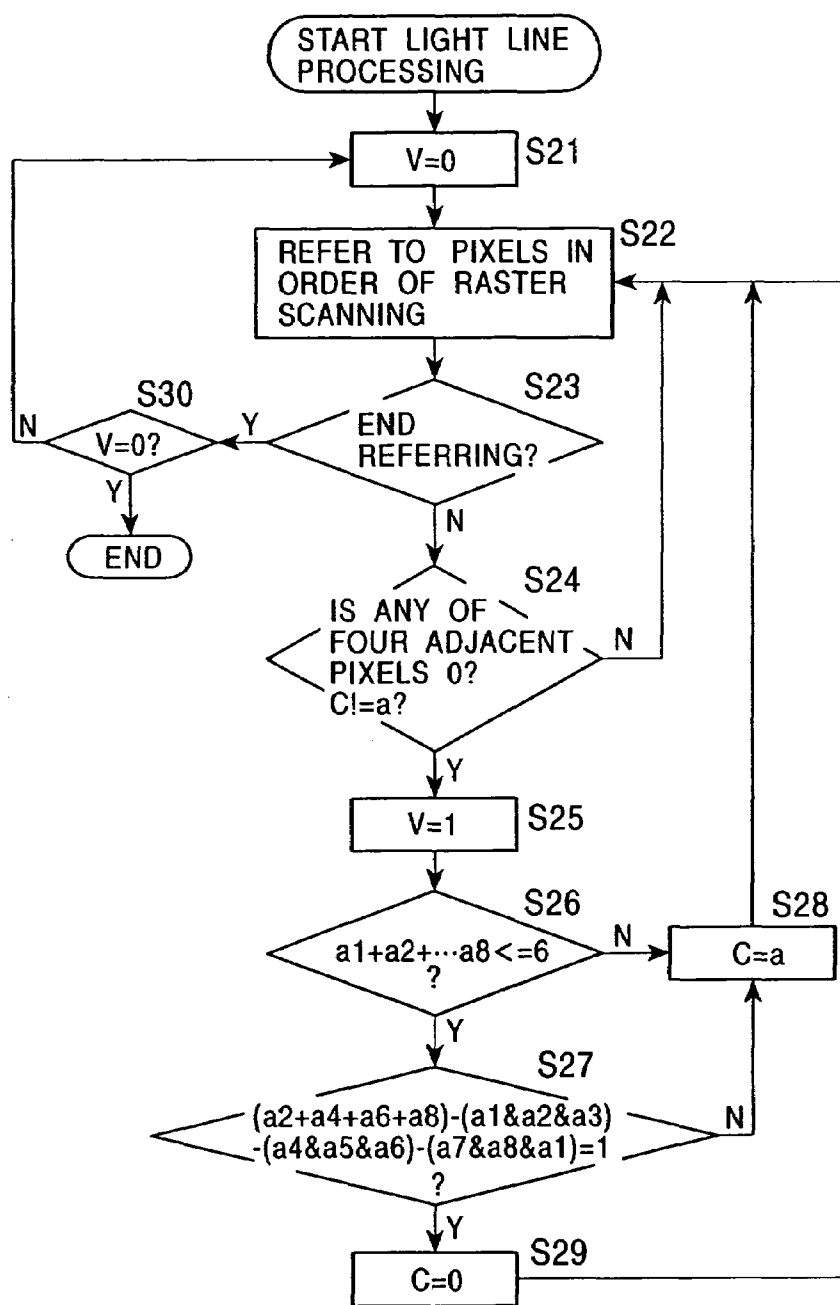 START LIGHT LINE
PROCESSING
V=0
S21
REFER TO PIXELS IN
ORDER OF RASTER
SCANNING
S22
END
REFERRING?
S23
Y
N
S30
V=0?
N
Y
END
IS ANY OF
FOUR ADJACENT
PIXELS 0?
C!=a?
S24
N
Y
V=1
S25
a1+a2+···a8<=6
?
S26
N
Y
C=a
S28
(a2+a4+a6+a8)-(a1&a2&a3)
-(a4&a5&a6)-(a7&a8&a1)=1
?
S27
N
Y
C=0
S29